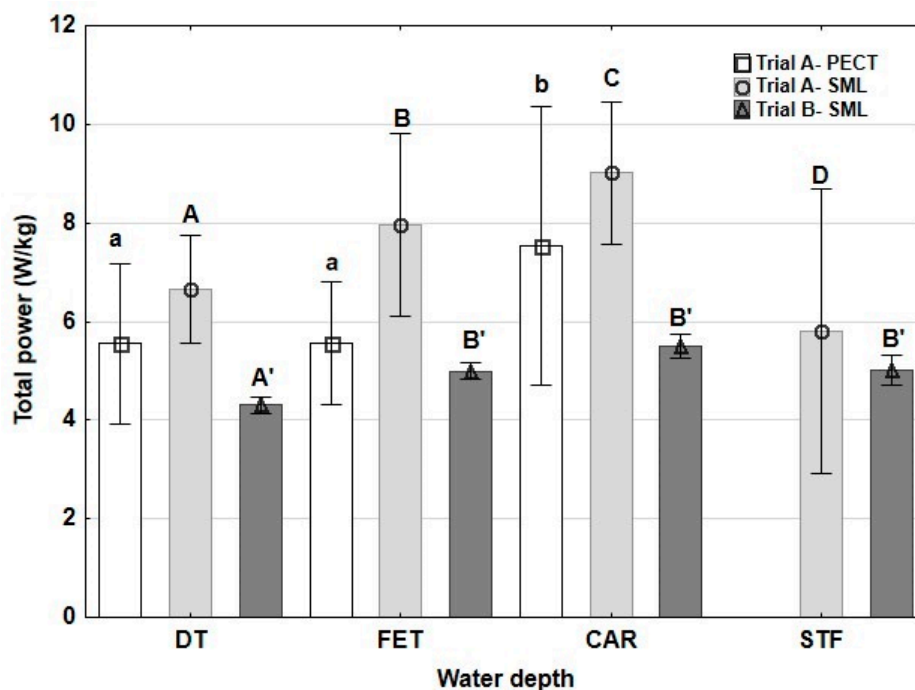 12
10
8
6
4
2
0
Total power (W/kg)
Trial A- PECT
Trial A- SML
Trial B- SML
a
A
A'
a
B
B'
b
C
B'
D
B'
DT
FET
CAR
STF
Water depth